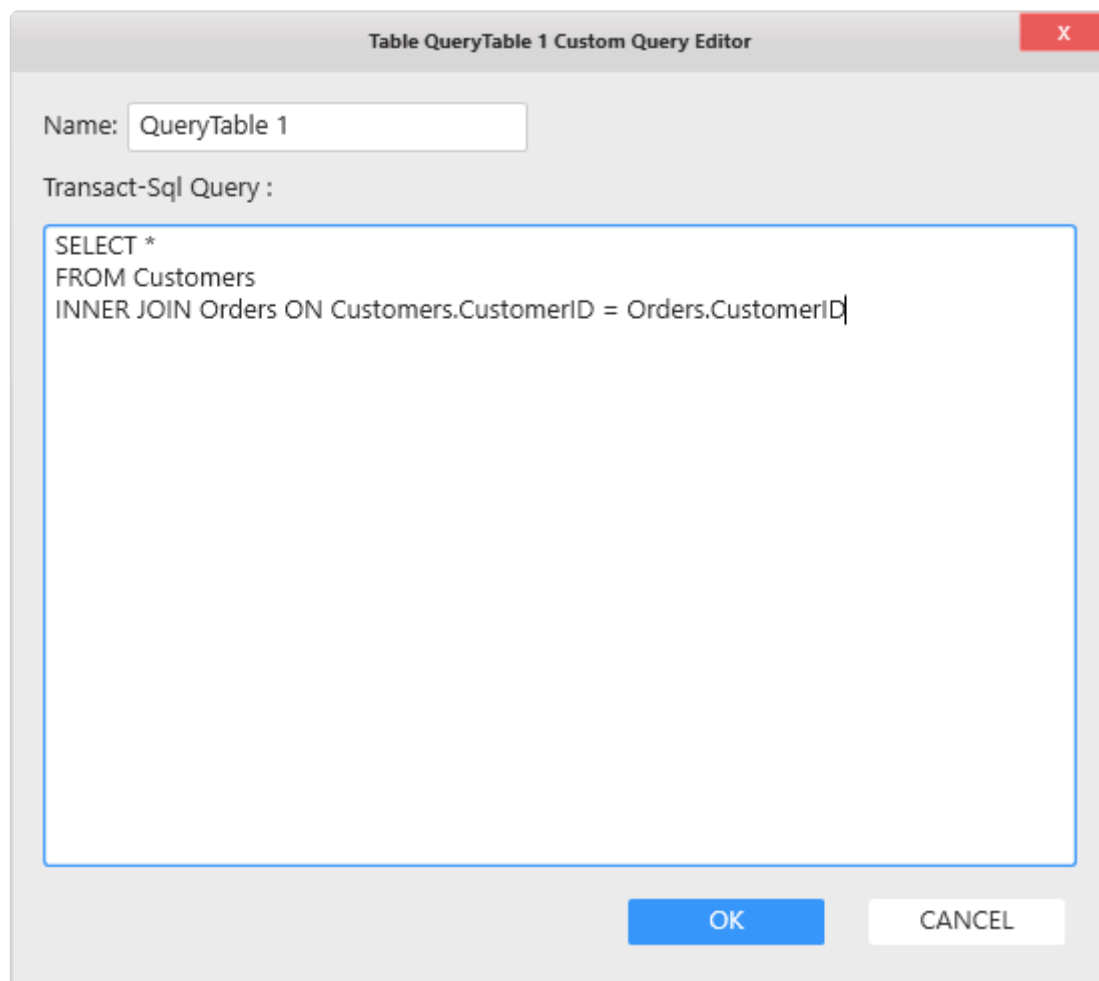 Table QueryTable 1 Custom Query Editor
X
Name: QueryTable 1
Transact-Sql Query :
SELECT *
FROM Customers
INNER JOIN Orders ON Customers.CustomerID = Orders.CustomerID
OK CANCEL